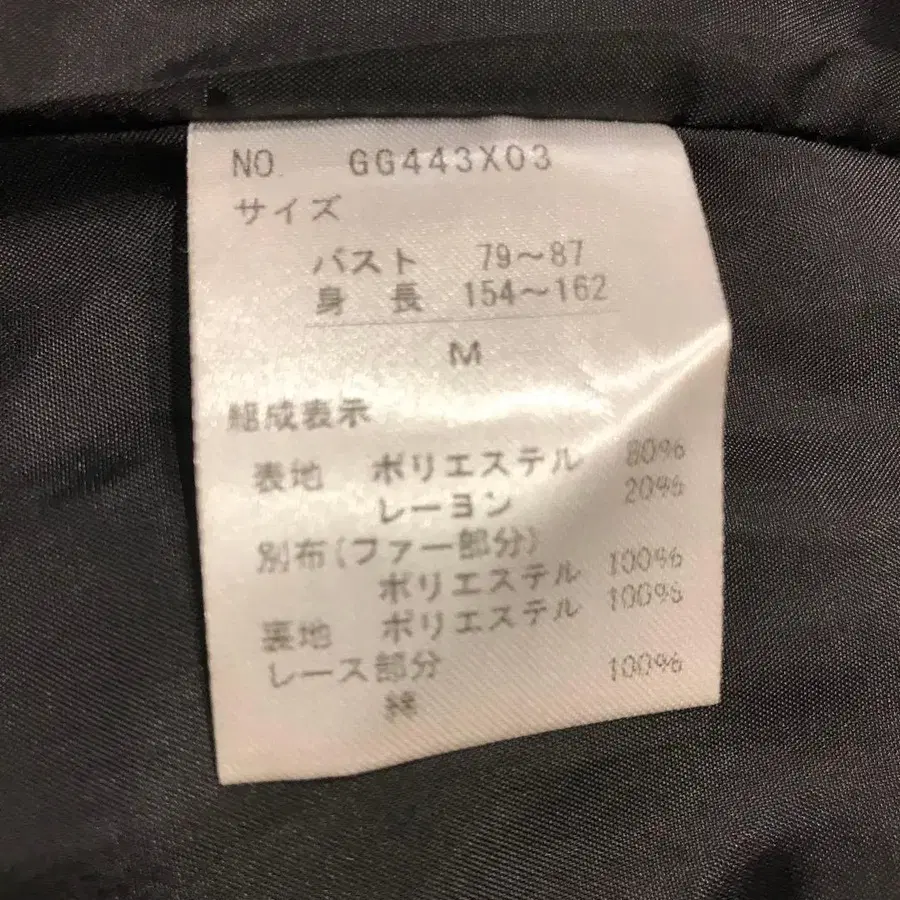 NO. GG443X03
サイズ
バスト 79～87
身 長 154～162
M
組成表示
表地 ポリエステル 80%
レーヨン 20%
別布(ファー部分)
ポリエステル 100%
裏地 ポリエステル 100%
レース部分
綿 100%